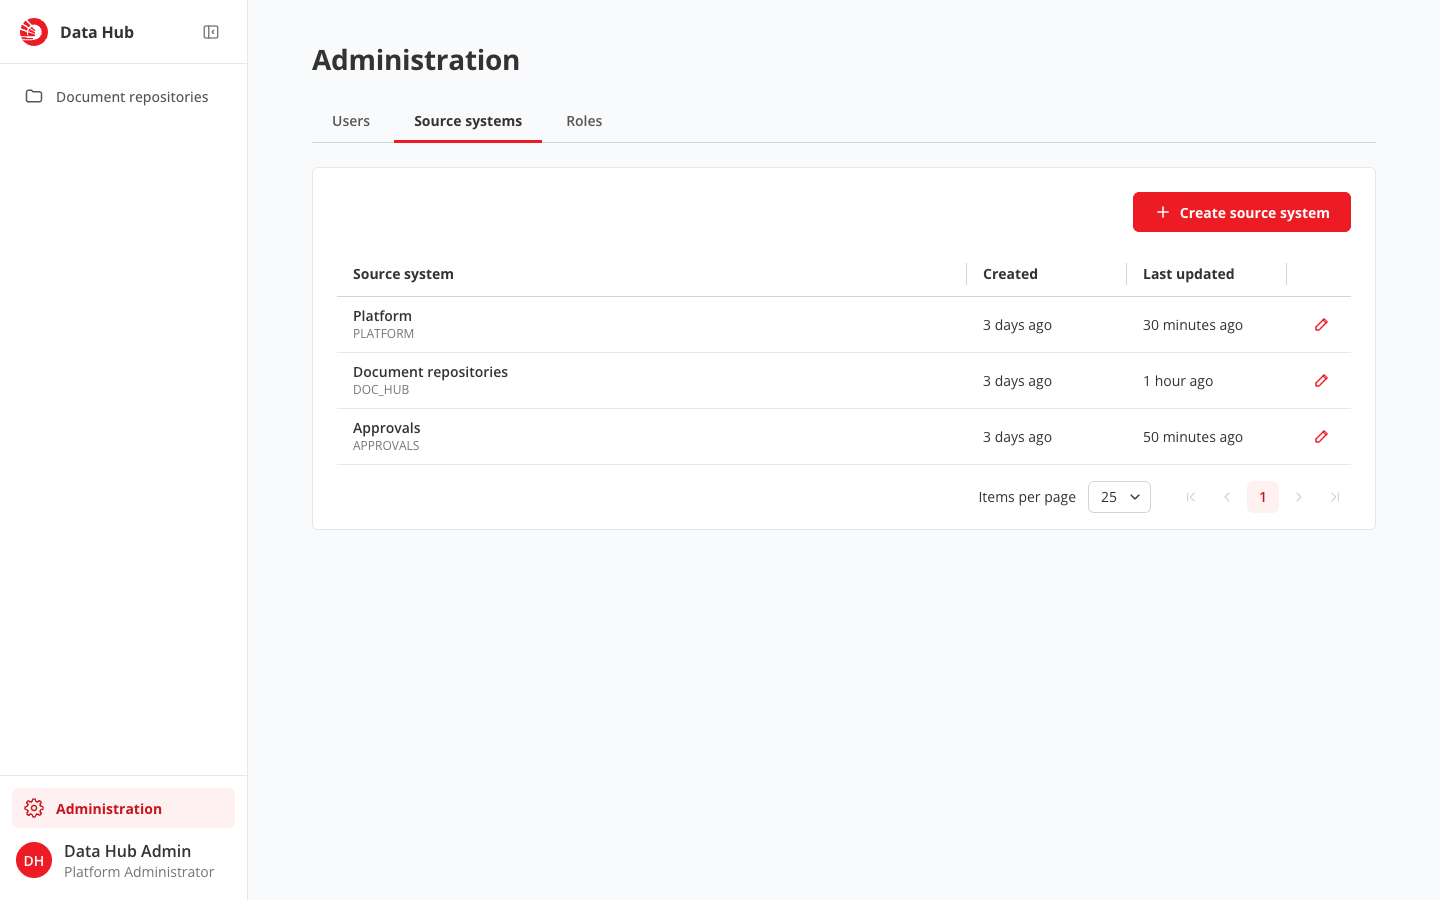 Data Hub
Document repositories
Administration
Users
Source systems
Roles
Create source system
Source system
Created
Last updated
Platform
PLATFORM
3 days ago
30 minutes ago
Document repositories
DOC_HUB
3 days ago
1 hour ago
Approvals
APPROVALS
3 days ago
50 minutes ago
Items per page
25
1
Administration
DH
Data Hub Admin
Platform Administrator